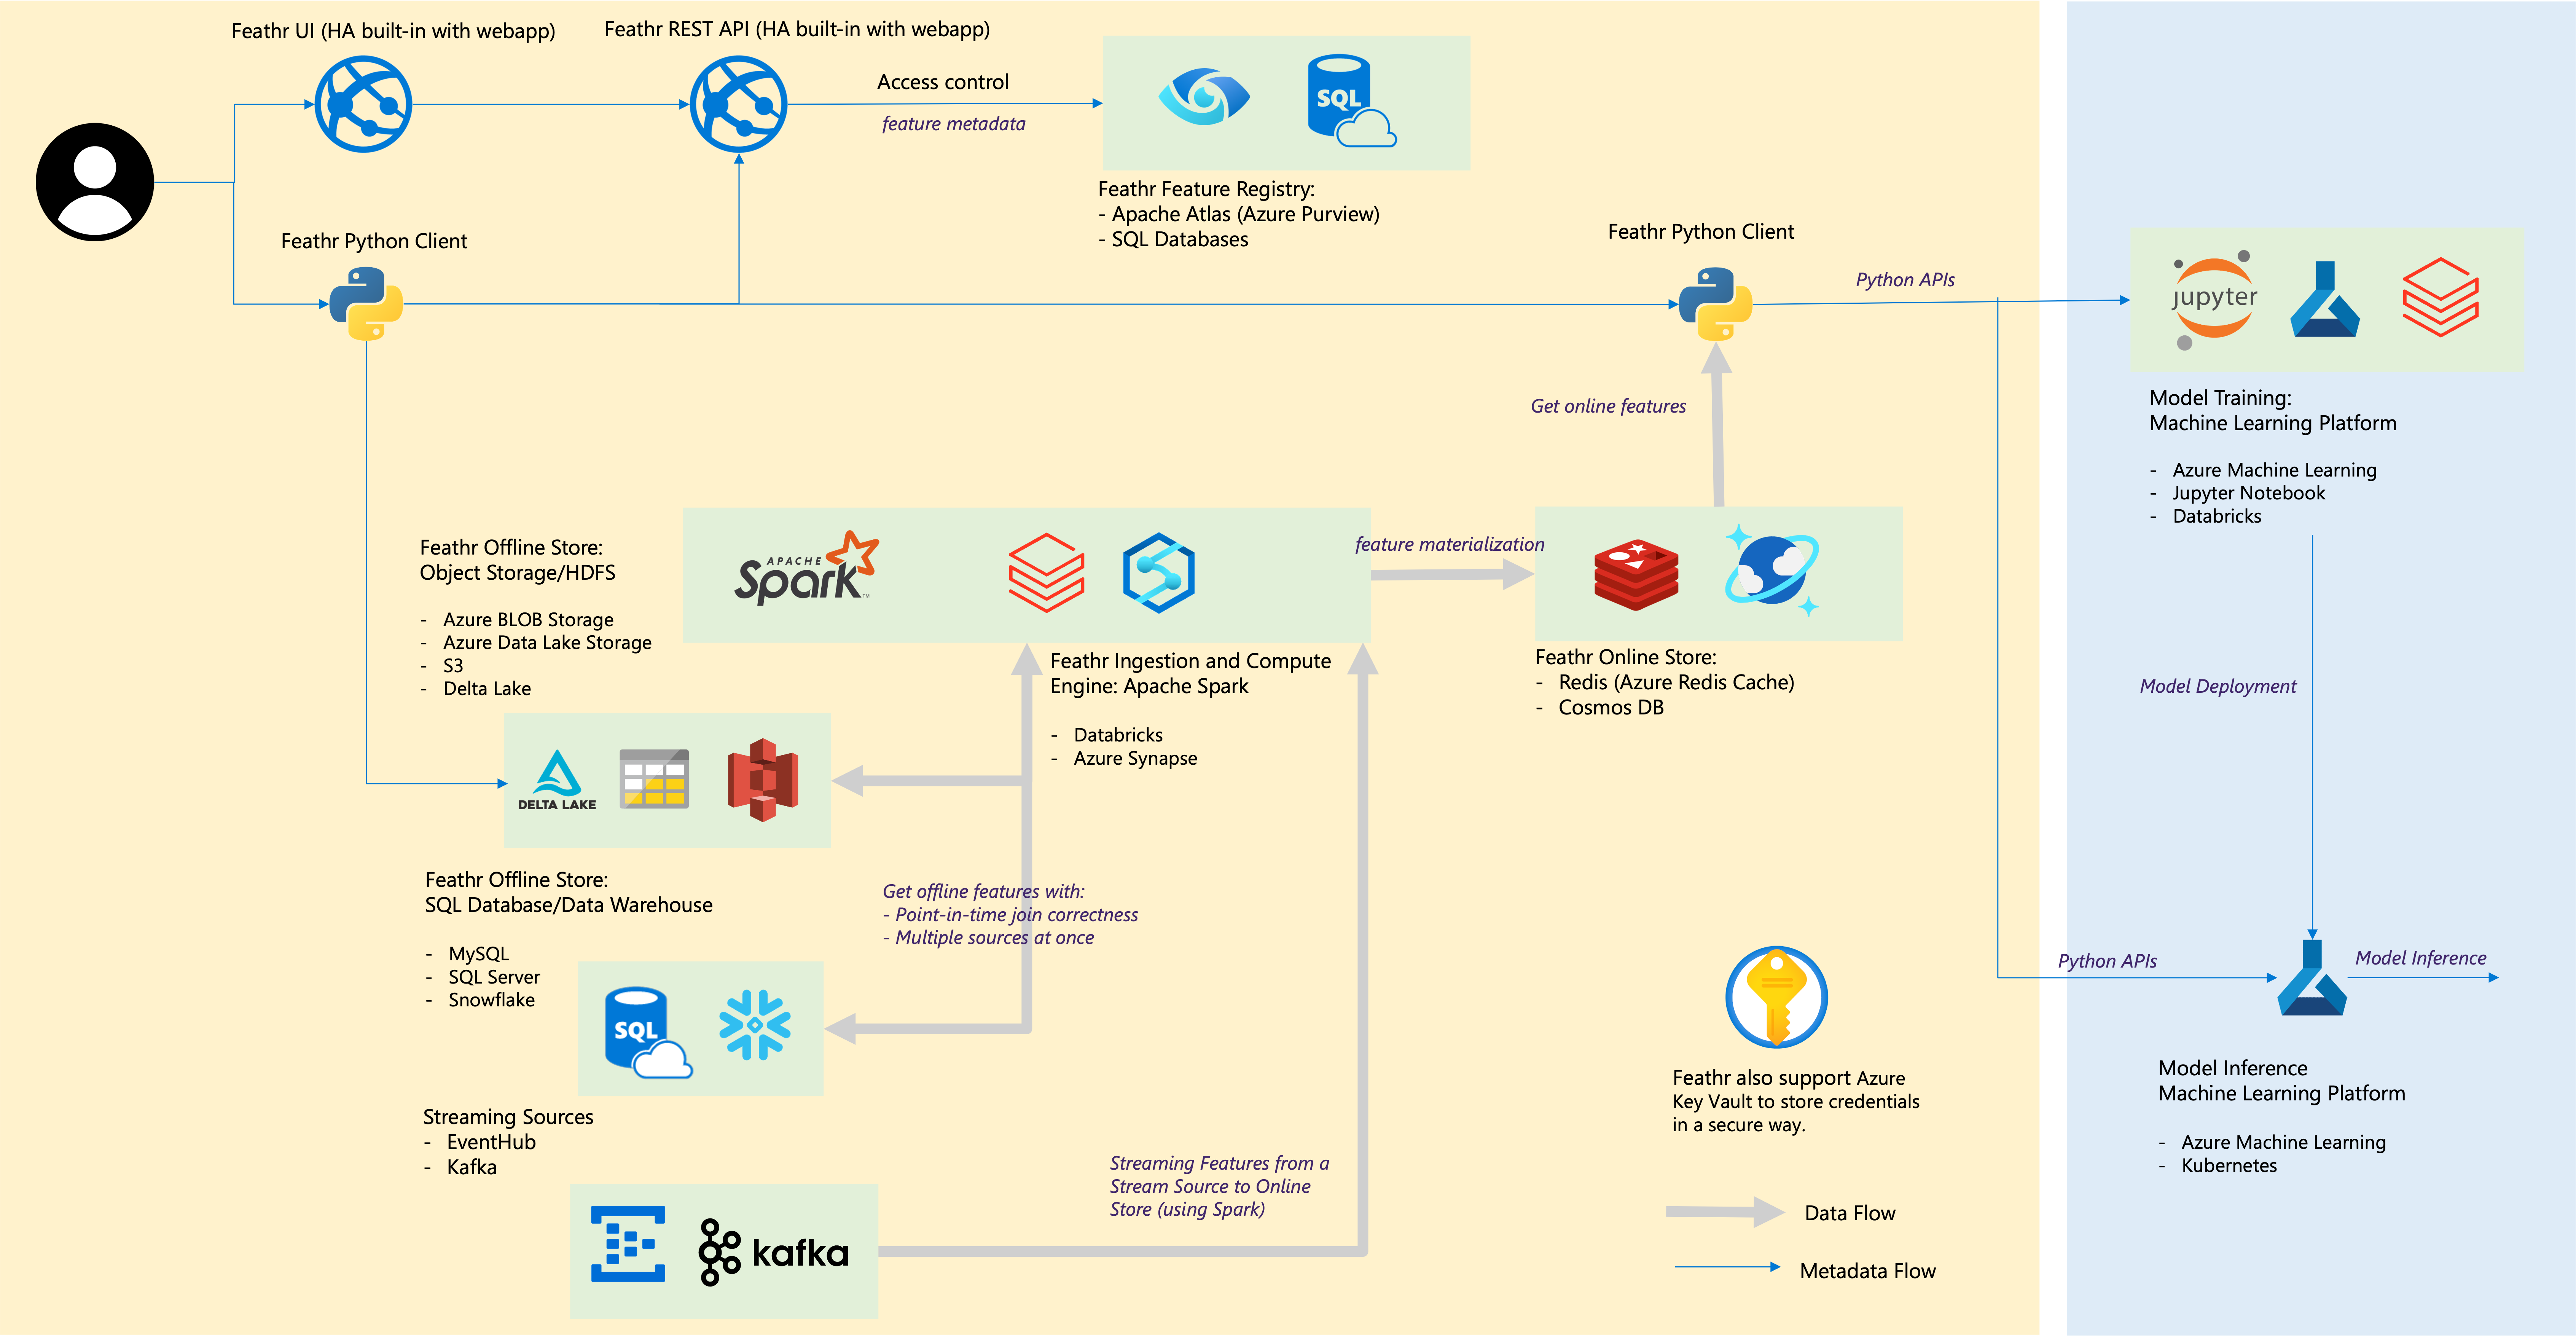 Feathr UI (HA built-in with webapp)
Feathr REST API (HA built-in with webapp)
Access control
feature metadata
SQL
Feathr Feature Registry:
- Apache Atlas (Azure Purview)
- SQL Databases
Feathr Python Client
Feathr Python Client
Python APIs
jupyter
Model Training:
Machine Learning Platform
- Azure Machine Learning
- Jupyter Notebook
- Databricks
Get online features
Feathr Offline Store:
Object Storage/HDFS
- Azure BLOB Storage
- Azure Data Lake Storage
- S3
- Delta Lake
APACHE
Spark™
feature materialization
Feathr Ingestion and Compute
Engine: Apache Spark
- Databricks
- Azure Synapse
Feathr Online Store:
- Redis (Azure Redis Cache)
- Cosmos DB
Model Deployment
DELTA LAKE
Feathr Offline Store:
SQL Database/Data Warehouse
- MySQL
- SQL Server
- Snowflake
Get offline features with:
- Point-in-time join correctness
- Multiple sources at once
SQL
Python APIs
Model Inference
Feathr also support Azure
Key Vault to store credentials
in a secure way.
Model Inference
Machine Learning Platform
- Azure Machine Learning
- Kubernetes
Streaming Sources
- EventHub
- Kafka
Streaming Features from a
Stream Source to Online
Store (using Spark)
kafka
Data Flow
Metadata Flow